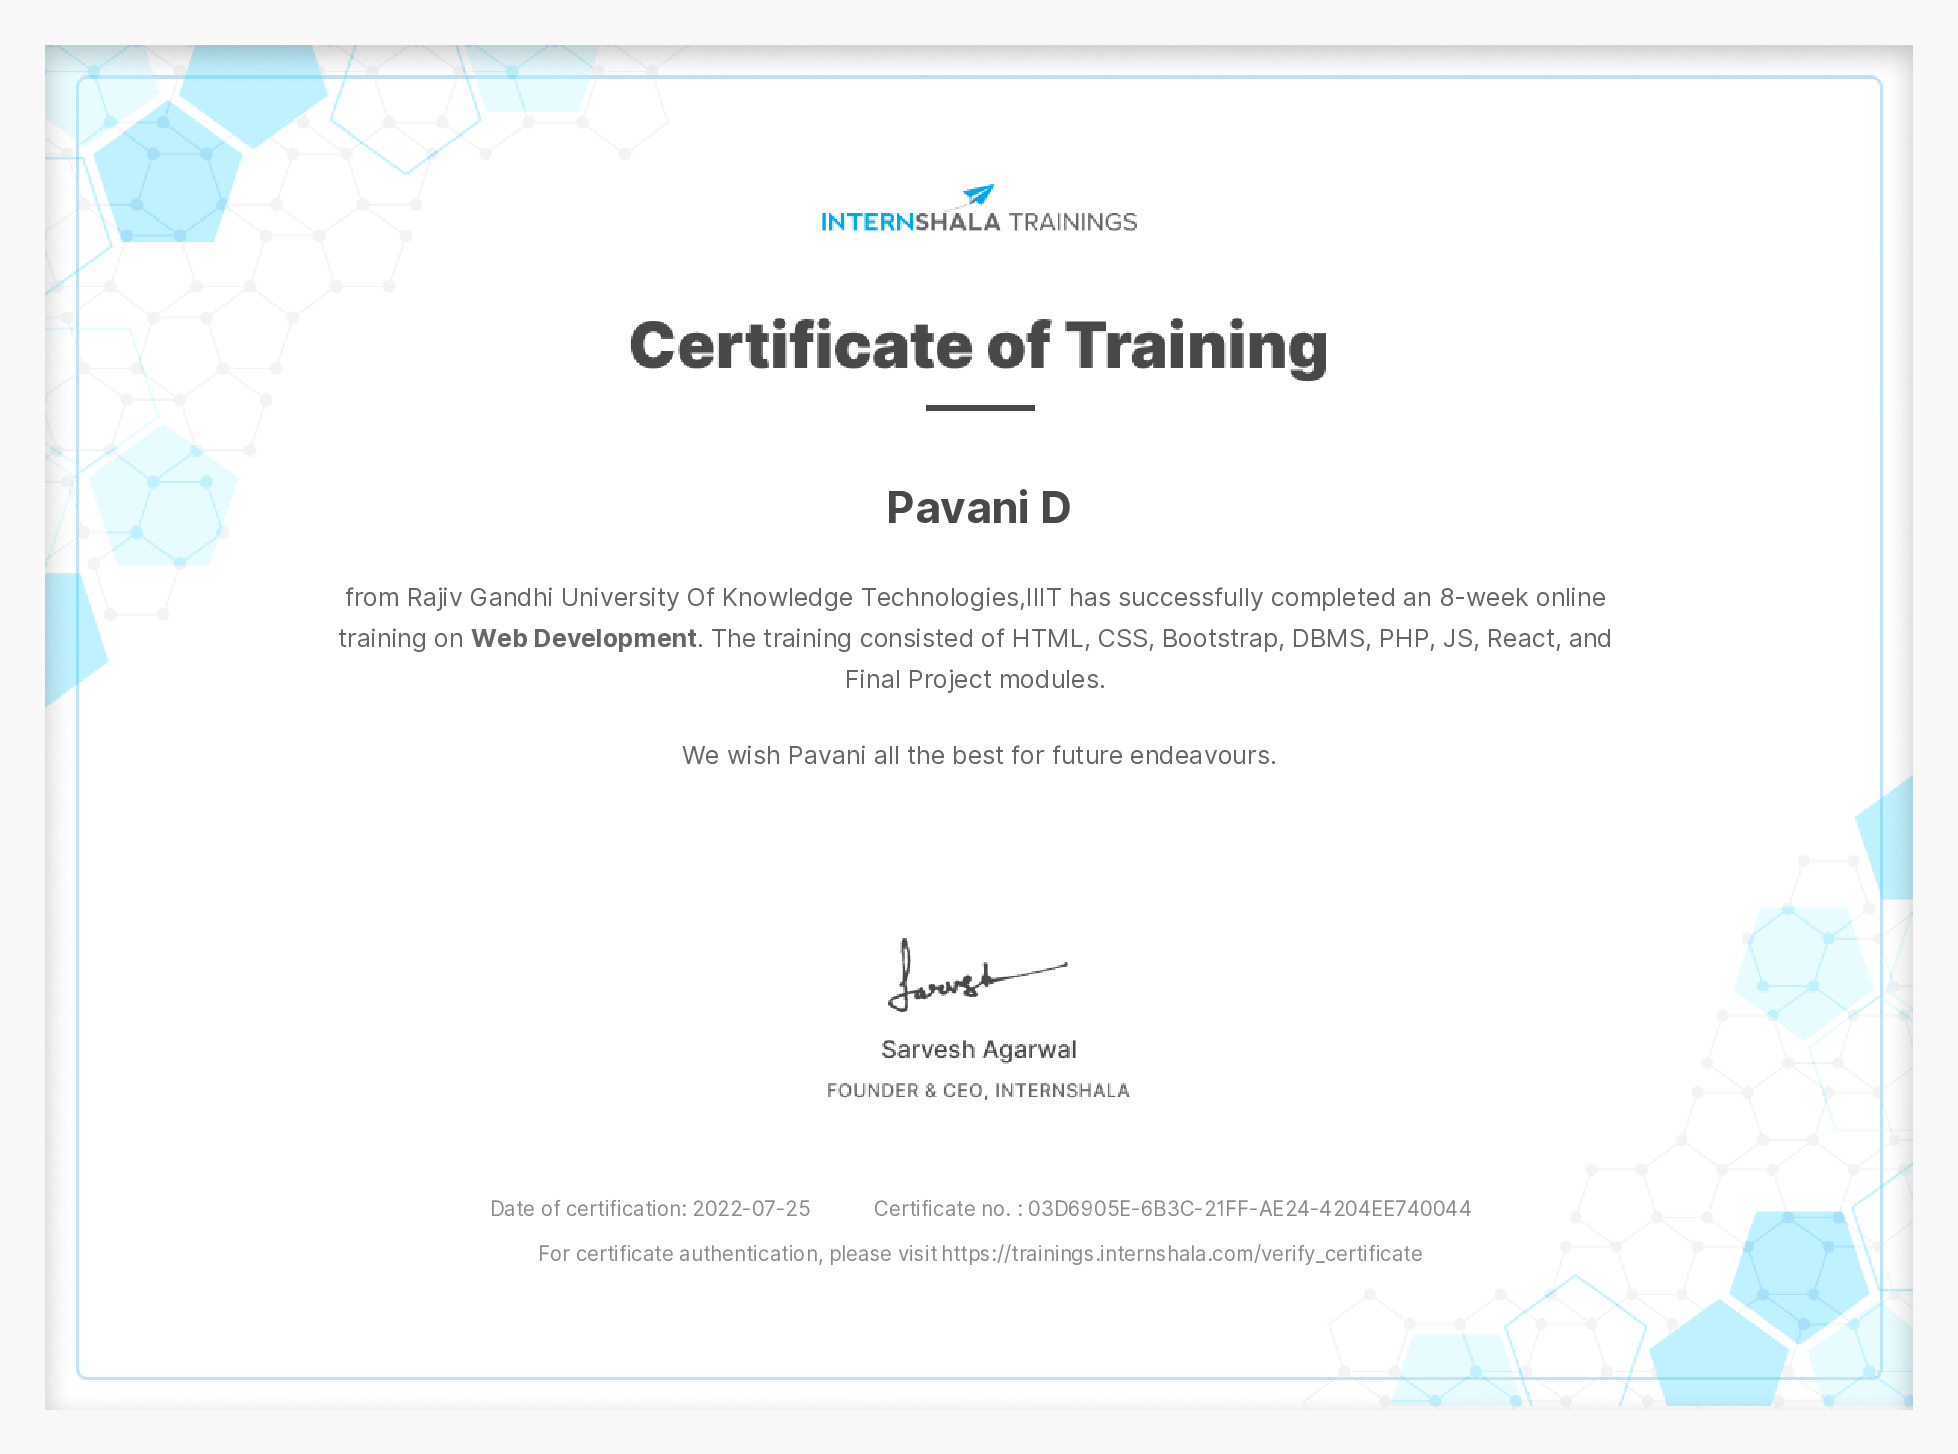 INTERNSHALA TRAININGS
Certificate of Training
Pavani D
from Rajiv Gandhi University Of Knowledge Technologies,IIIT has successfully completed an 8-week online
training on Web Development. The training consisted of HTML, CSS, Bootstrap, DBMS, PHP, JS, React, and
Final Project modules.
We wish Pavani all the best for future endeavours.
Sarvesh
Sarvesh Agarwal
FOUNDER & CEO, INTERNSHALA
Date of certification: 2022-07-25 Certificate no. : 03D6905E-6B3C-21FF-AE24-4204EE740044
For certificate authentication, please visit https://trainings.internshala.com/verify_certificate